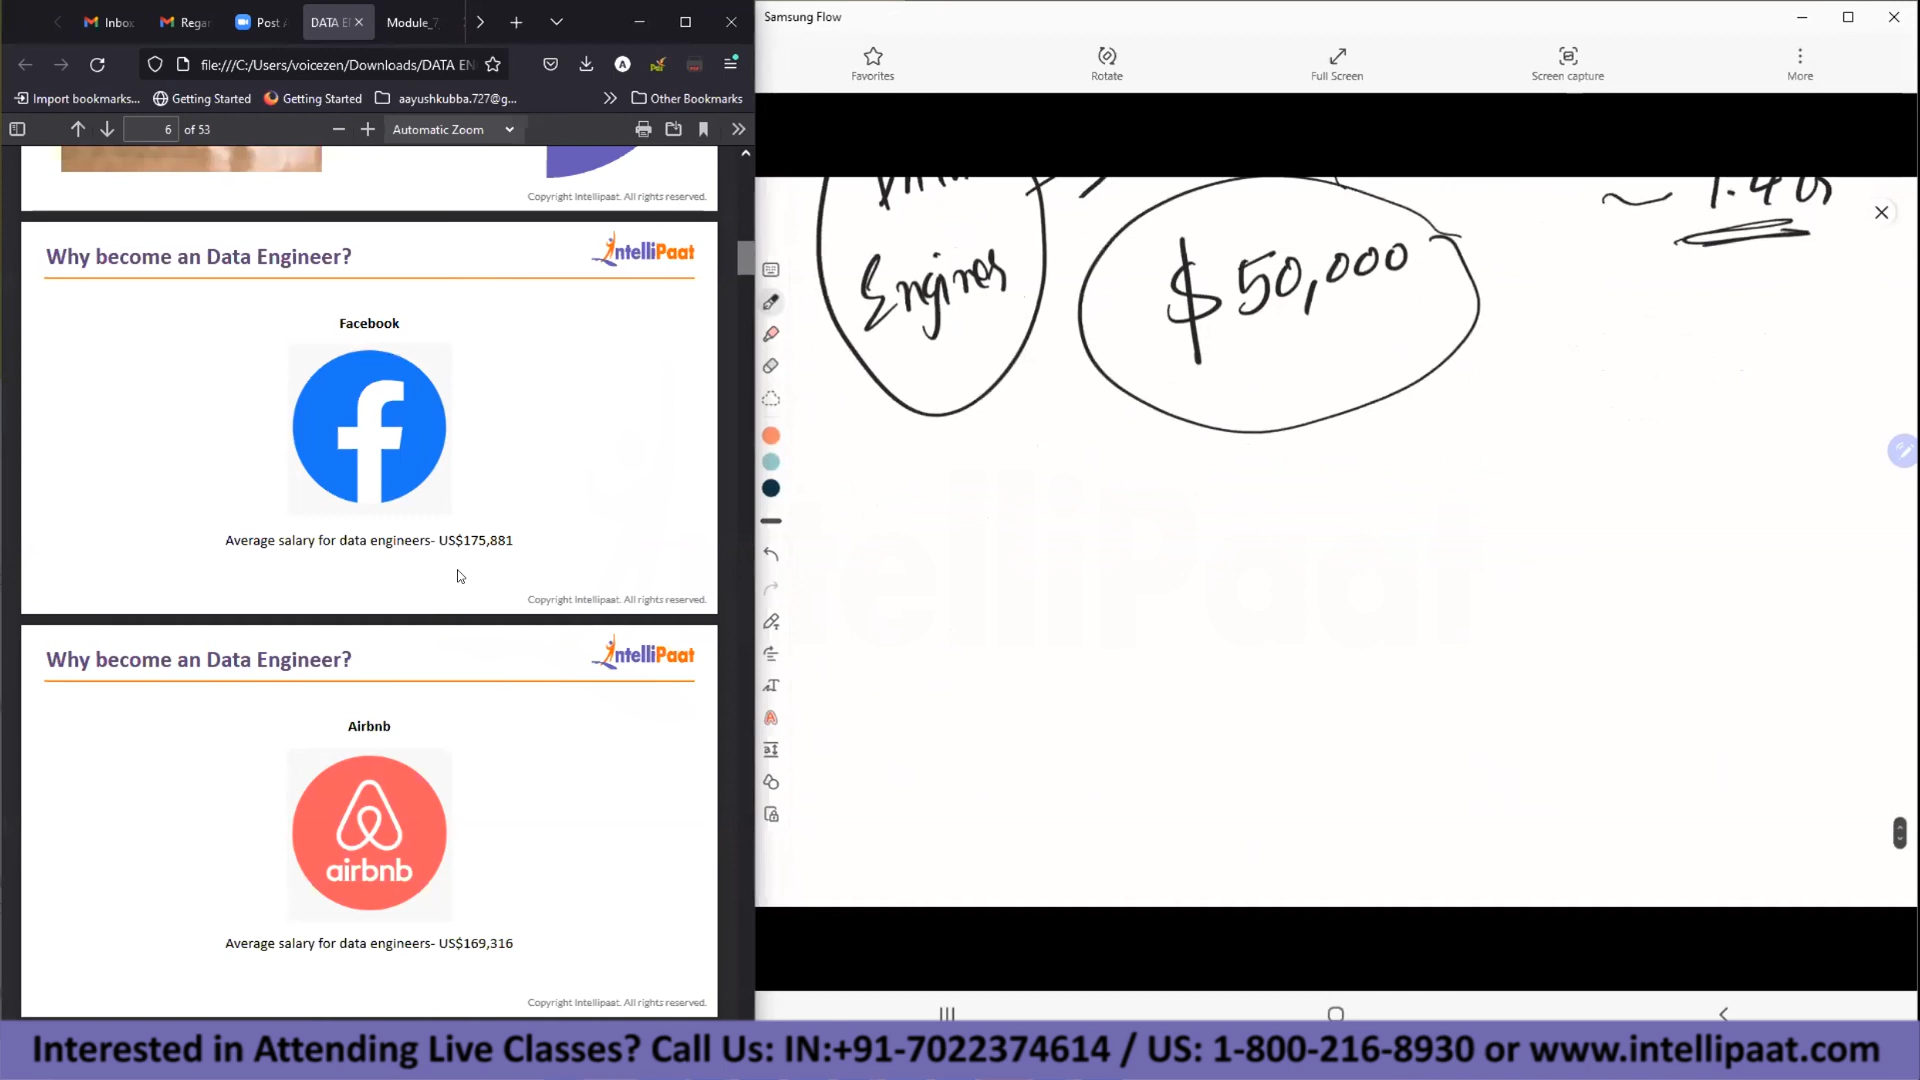 Inbox
Regar
Post A
DATA E
Module_7
file:///C:/Users/voicezen/Downloads/DATA EN
Import bookmarks...
Getting Started
Getting Started
aayushkubba.727@g...
Other Bookmarks
6 of 53
Automatic Zoom
Copyright Intellipaat. All rights reserved.
Why become an Data Engineer?
IntelliPaat
Facebook
Average salary for data engineers- US$175,881
Copyright Intellipaat. All rights reserved.
Why become an Data Engineer?
IntelliPaat
Airbnb
airbnb
Average salary for data engineers- US$169,316
Copyright Intellipaat. All rights reserved.
Samsung Flow
Favorites
Rotate
Full Screen
Screen capture
More
Engines
$ 50,000
IntelliPaat
Interested in Attending Live Classes? Call Us: IN:+91-7022374614 / US: 1-800-216-8930 or www.intellipaat.com